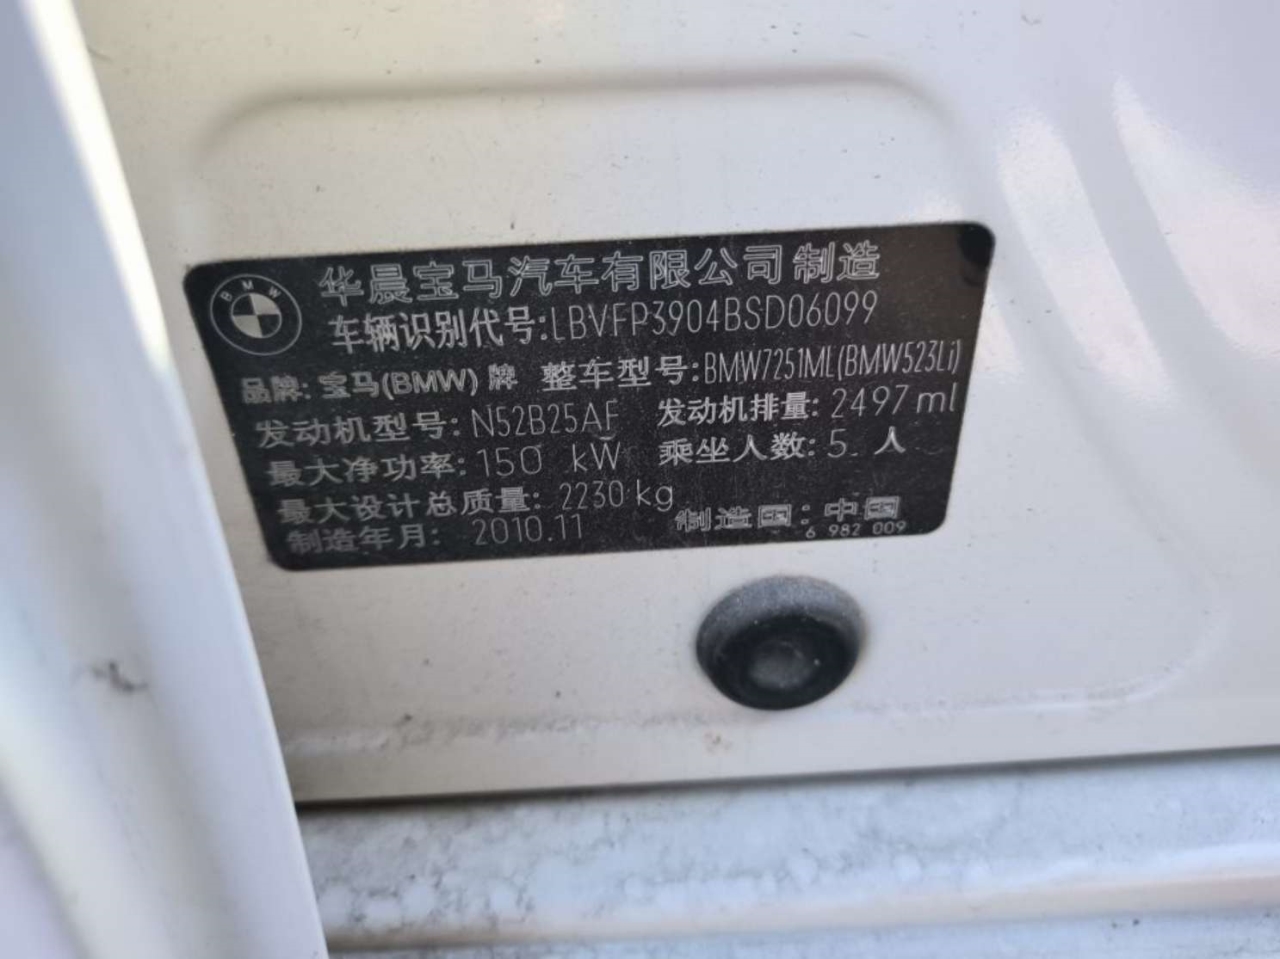 BMW
华晨宝马汽车有限公司制造
车辆识别代号:LBVFP3904BSD06099
品牌: 宝马(BMW) 牌 整车型号:BMW7251ML(BMW523Li)
发动机型号: N52B25AF 发动机排量: 2497ml
最大净功率: 150 kW 乘坐人数: 5 人
最大设计总质量: 2230 kg
制造年月: 2010.11 制造国: 中国
6 982 009